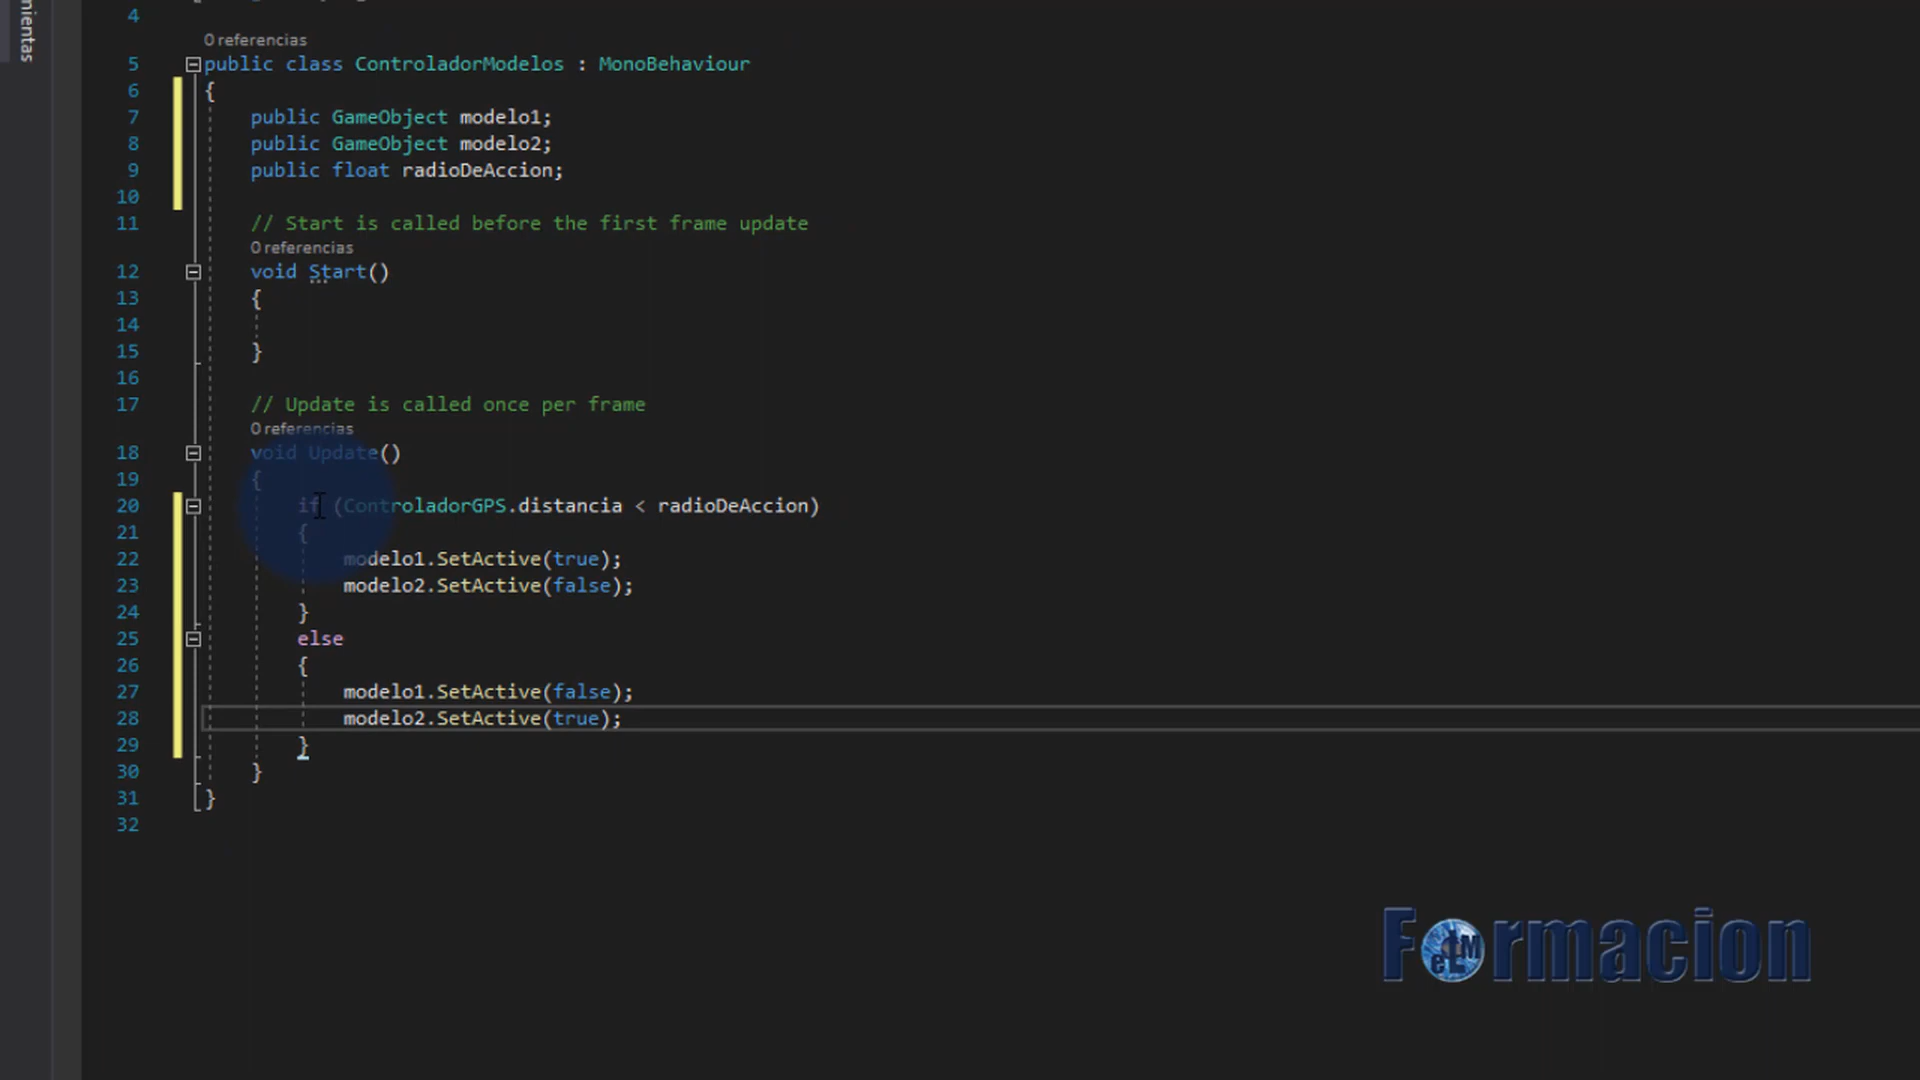 mientas
4
0 referencias
5 public class ControladorModelos : MonoBehaviour
6 {
7 public GameObject modelo1;
8 public GameObject modelo2;
9 public float radioDeAccion;
10
11 // Start is called before the first frame update
0 referencias
12 void Start()
13 {
14
15 }
16
17 // Update is called once per frame
0 referencias
18 void Update()
19 {
20 if (ControladorGPS.distancia < radioDeAccion)
21 {
22 modelo1.SetActive(true);
23 modelo2.SetActive(false);
24 }
25 else
26 {
27 modelo1.SetActive(false);
28 modelo2.SetActive(true);
29 }
30 }
31 }
32
Formacion